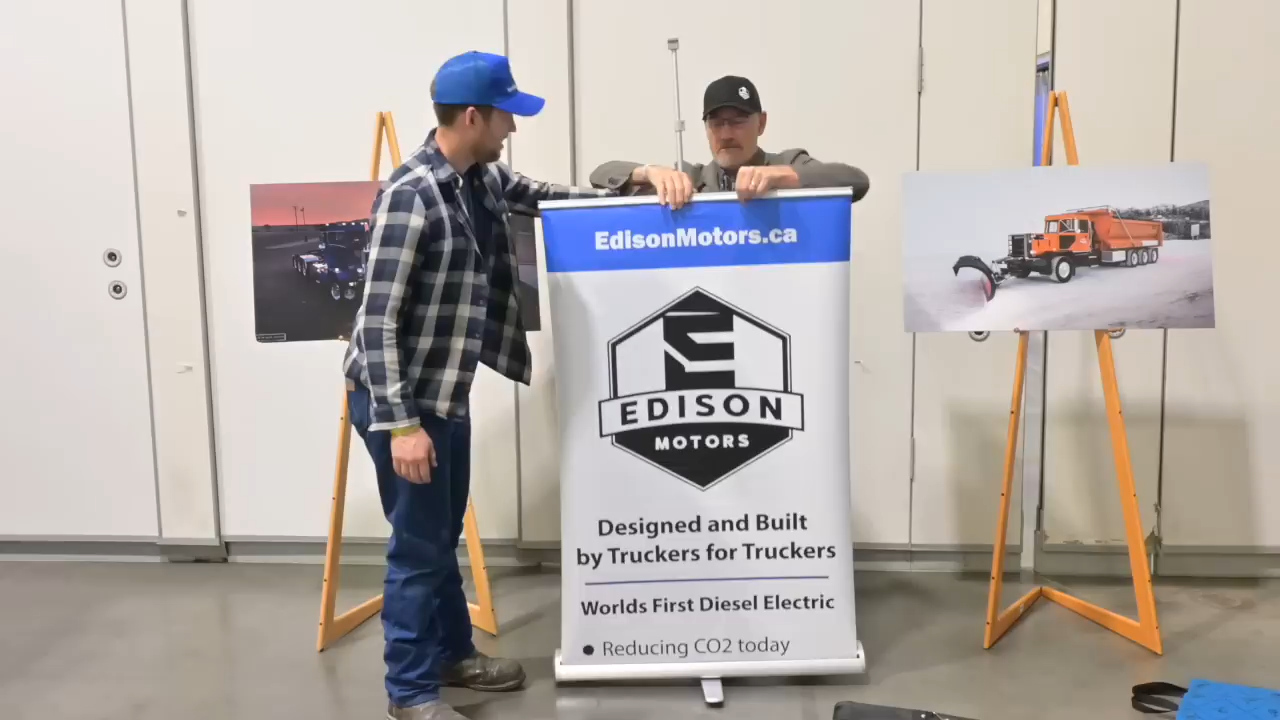 EdisonMotors.ca
E
EDISON
MOTORS
Designed and Built
by Truckers for Truckers
Worlds First Diesel Electric
● Reducing CO2 today